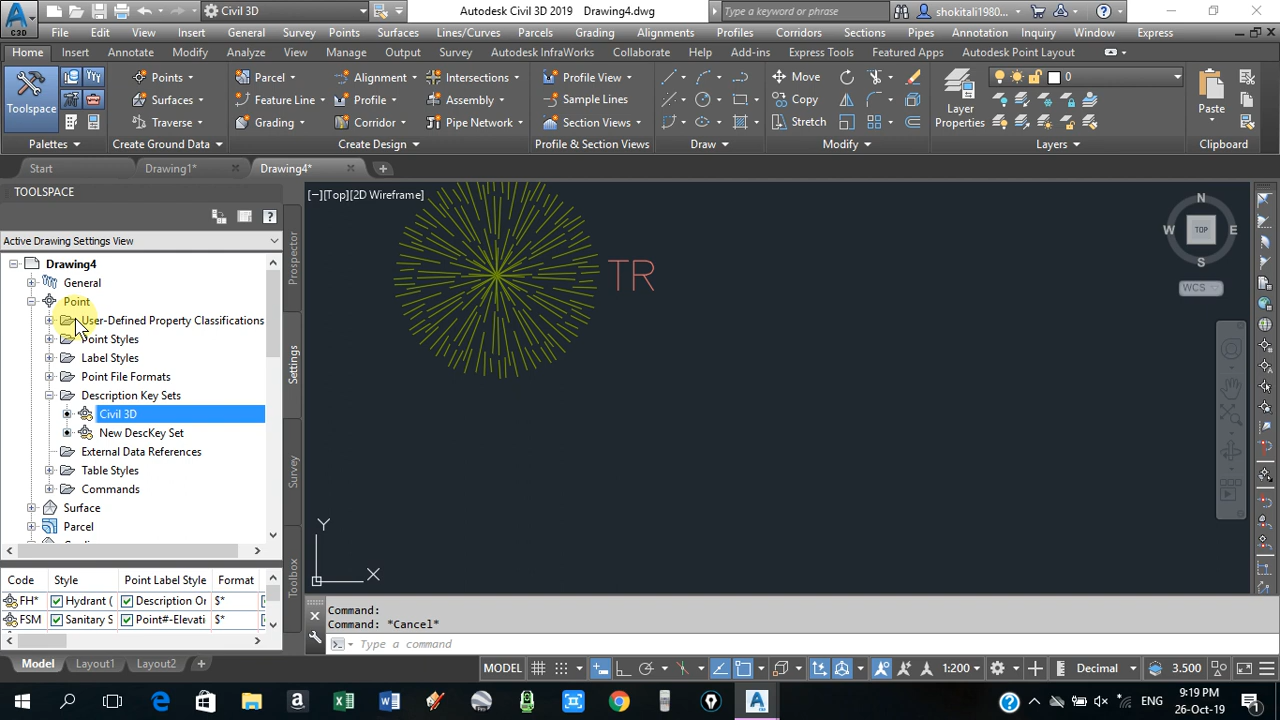 C3D Civil 3D Autodesk Civil 3D 2019 Drawing4.dwg Type a keyword or phrase shokitali1980...
File Edit View Insert General Survey Points Surfaces Lines/Curves Parcels Grading Alignments Profiles Corridors Sections Pipes Annotation Inquiry Window Express
Home Insert Annotate Modify Analyze View Manage Output Survey Autodesk InfraWorks Collaborate Help Add-ins Express Tools Featured Apps Autodesk Point Layout
Points Parcel Alignment Intersections Profile View Move 0
Toolspace Surfaces Feature Line Profile Assembly Sample Lines Copy Layer Properties Paste
Traverse Grading Corridor Pipe Network Section Views Stretch
Palettes Create Ground Data Create Design Profile & Section Views Draw Modify Layers Clipboard
Start Drawing1* Drawing4*
TOOLSPACE
[−][Top][2D Wireframe]
N
W TOP E
S
WCS
Active Drawing Settings View
Drawing4
General
Point
User-Defined Property Classifications
Point Styles
Label Styles
Point File Formats
Description Key Sets
Civil 3D
New DescKey Set
External Data References
Table Styles
Commands
Surface
Parcel
Prospector
Settings
Survey
Toolbox
TR
Y
X
Code Style Point Label Style Format
FH* Hydrant ( Description Or $*
FSM Sanitary S Point#-Elevati $*
Command:
Command: *Cancel*
Type a command
Model Layout1 Layout2
MODEL 1:200 Decimal 3.500
ENG 9:19 PM
26-Oct-19